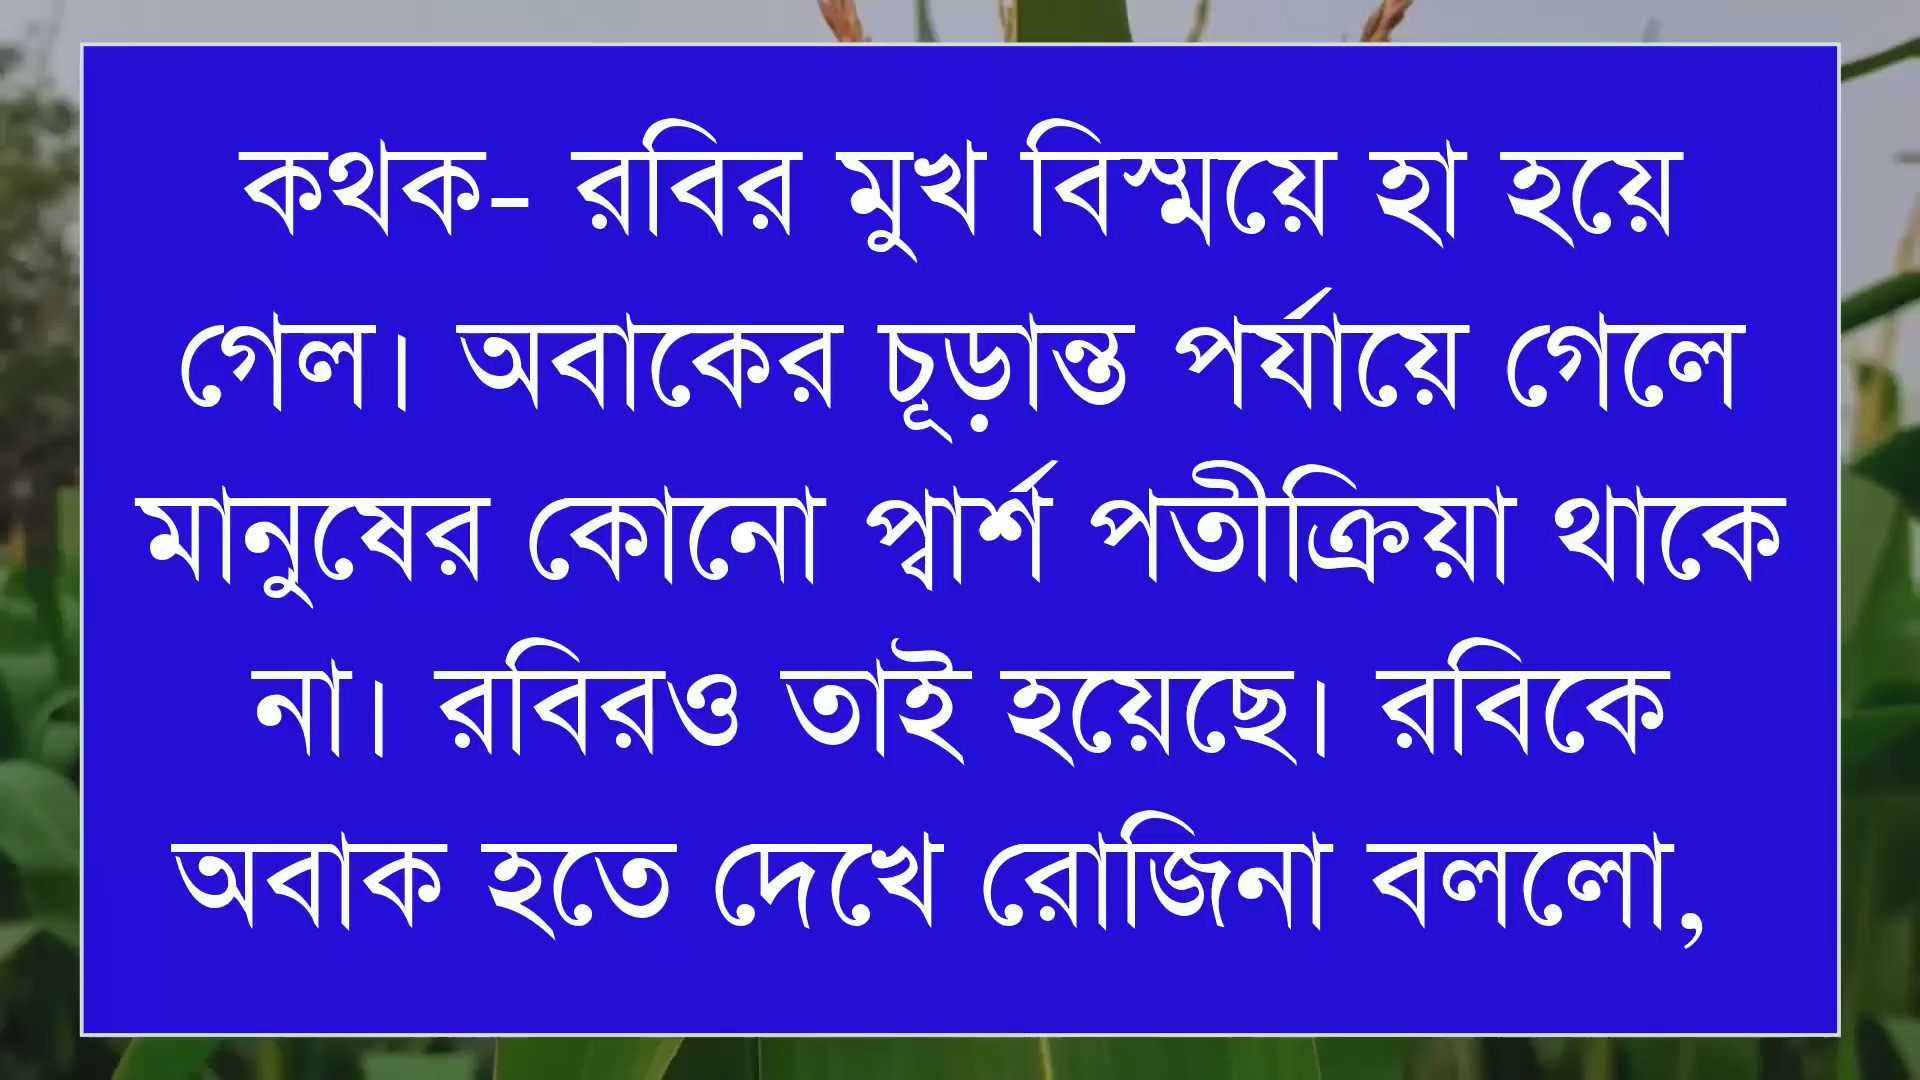 কথক- রবির মুখ বিস্ময়ে হা হয়ে
গেল। অবাকের চূড়ান্ত পর্যায়ে গেলে
মানুষের কোনো প্বার্শ পতীক্রিয়া থাকে
না। রবিরও তাই হয়েছে। রবিকে
অবাক হতে দেখে রোজিনা বললো,